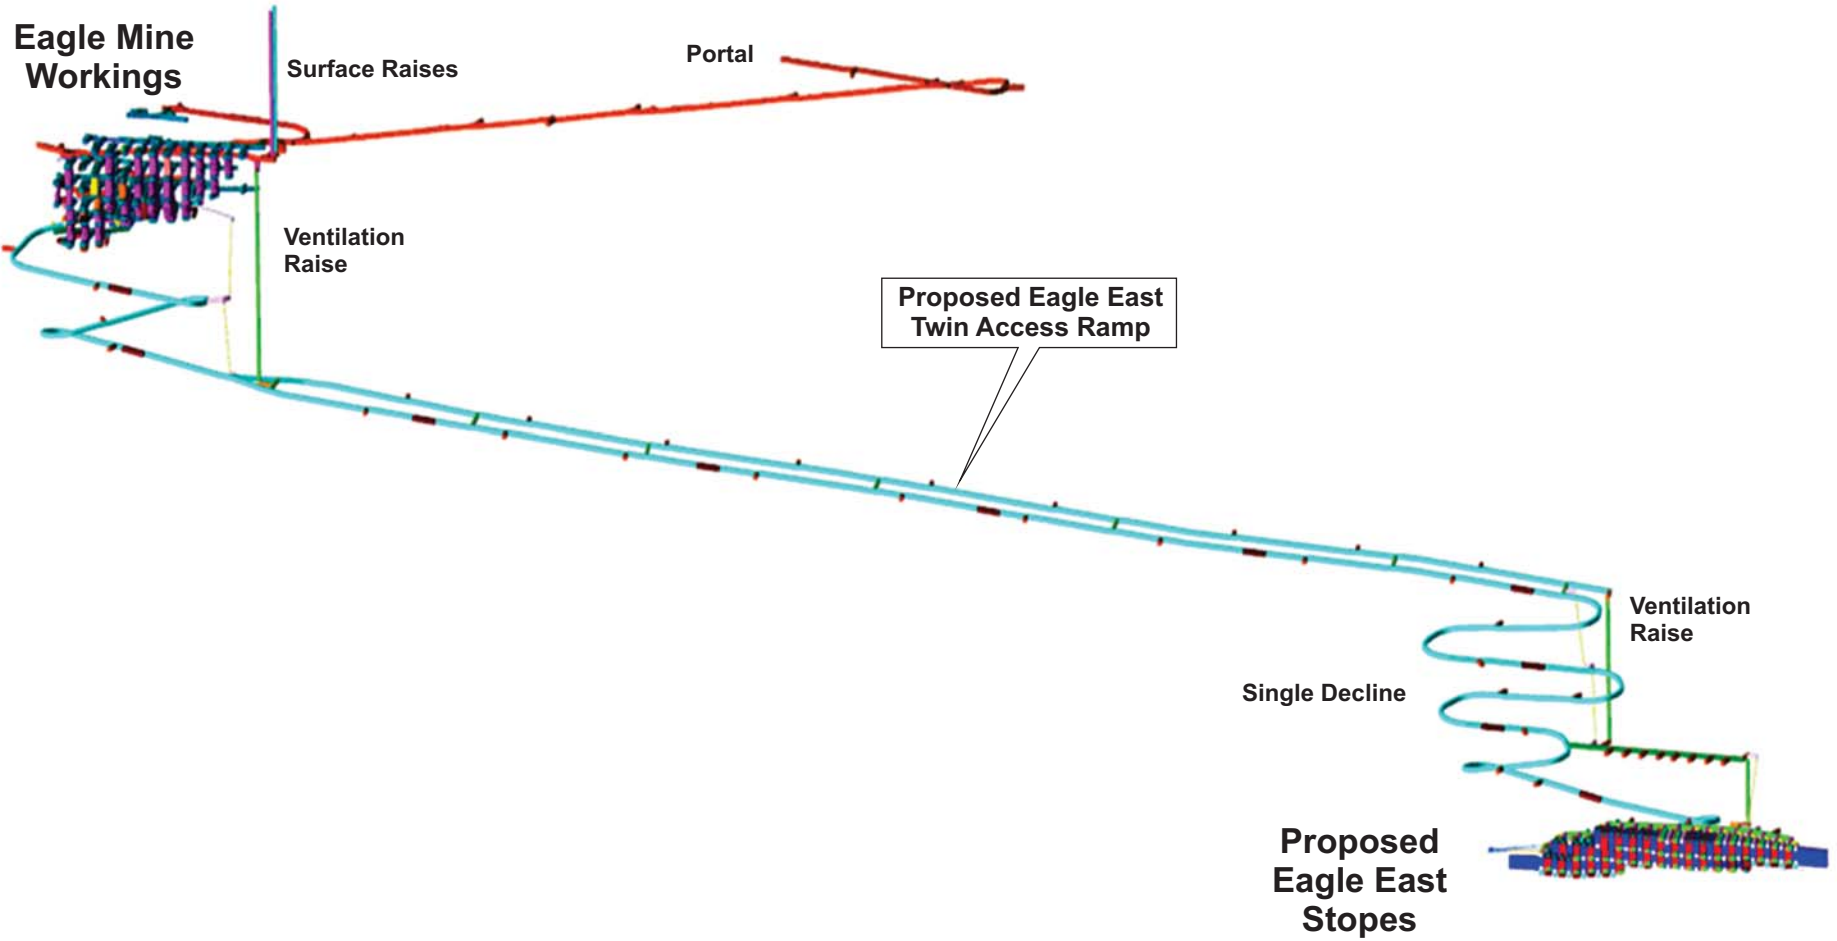 Eagle Mine
Workings
Surface Raises
Portal
Ventilation
Raise
Proposed Eagle East
Twin Access Ramp
Ventilation
Raise
Single Decline
Proposed
Eagle East
Stopes